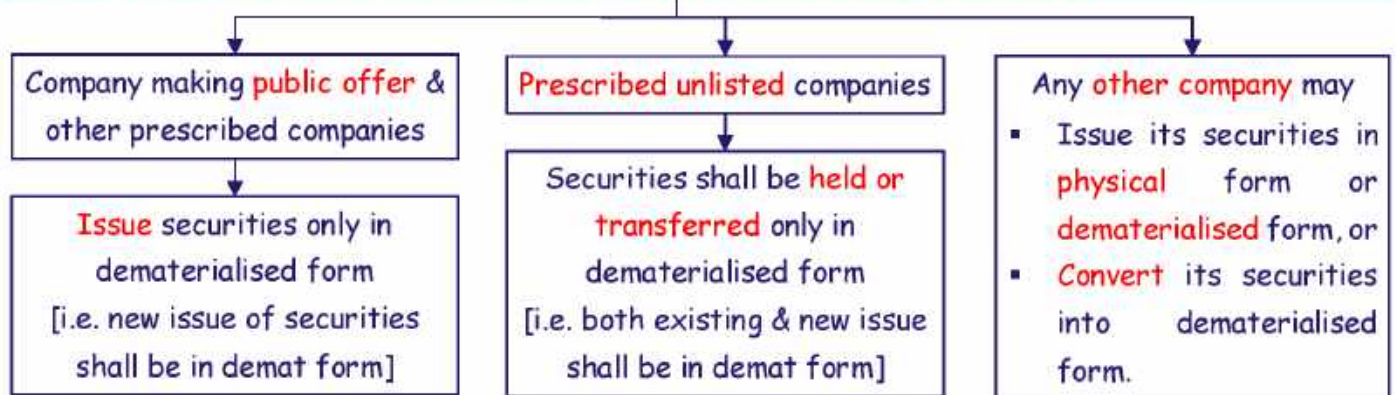 Company making public offer &
other prescribed companies
Issue securities only in
dematerialised form
[i.e. new issue of securities
shall be in demat form]
Prescribed unlisted companies
Securities shall be held or
transferred only in
dematerialised form
[i.e. both existing & new issue
shall be in demat form]
Any other company may
▪ Issue its securities in
physical form or
dematerialised form, or
▪ Convert its securities
into dematerialised
form.